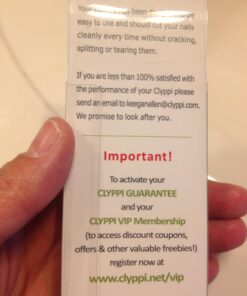 Your
been
easy to use and should cut your nails
cleanly every time without cracking,
splitting or tearing them.
If you are less than 100% satisfied with
the performance of your Clyppi please
send an email to keeganallen@clyppi.com.
We promise to look after you.
Important!
To activate your
CLYPPI GUARANTEE
and your
CLYPPI VIP Membership
(to access discount coupons,
offers & other valuable freebies!)
register now at
www.clyppi.net/vip